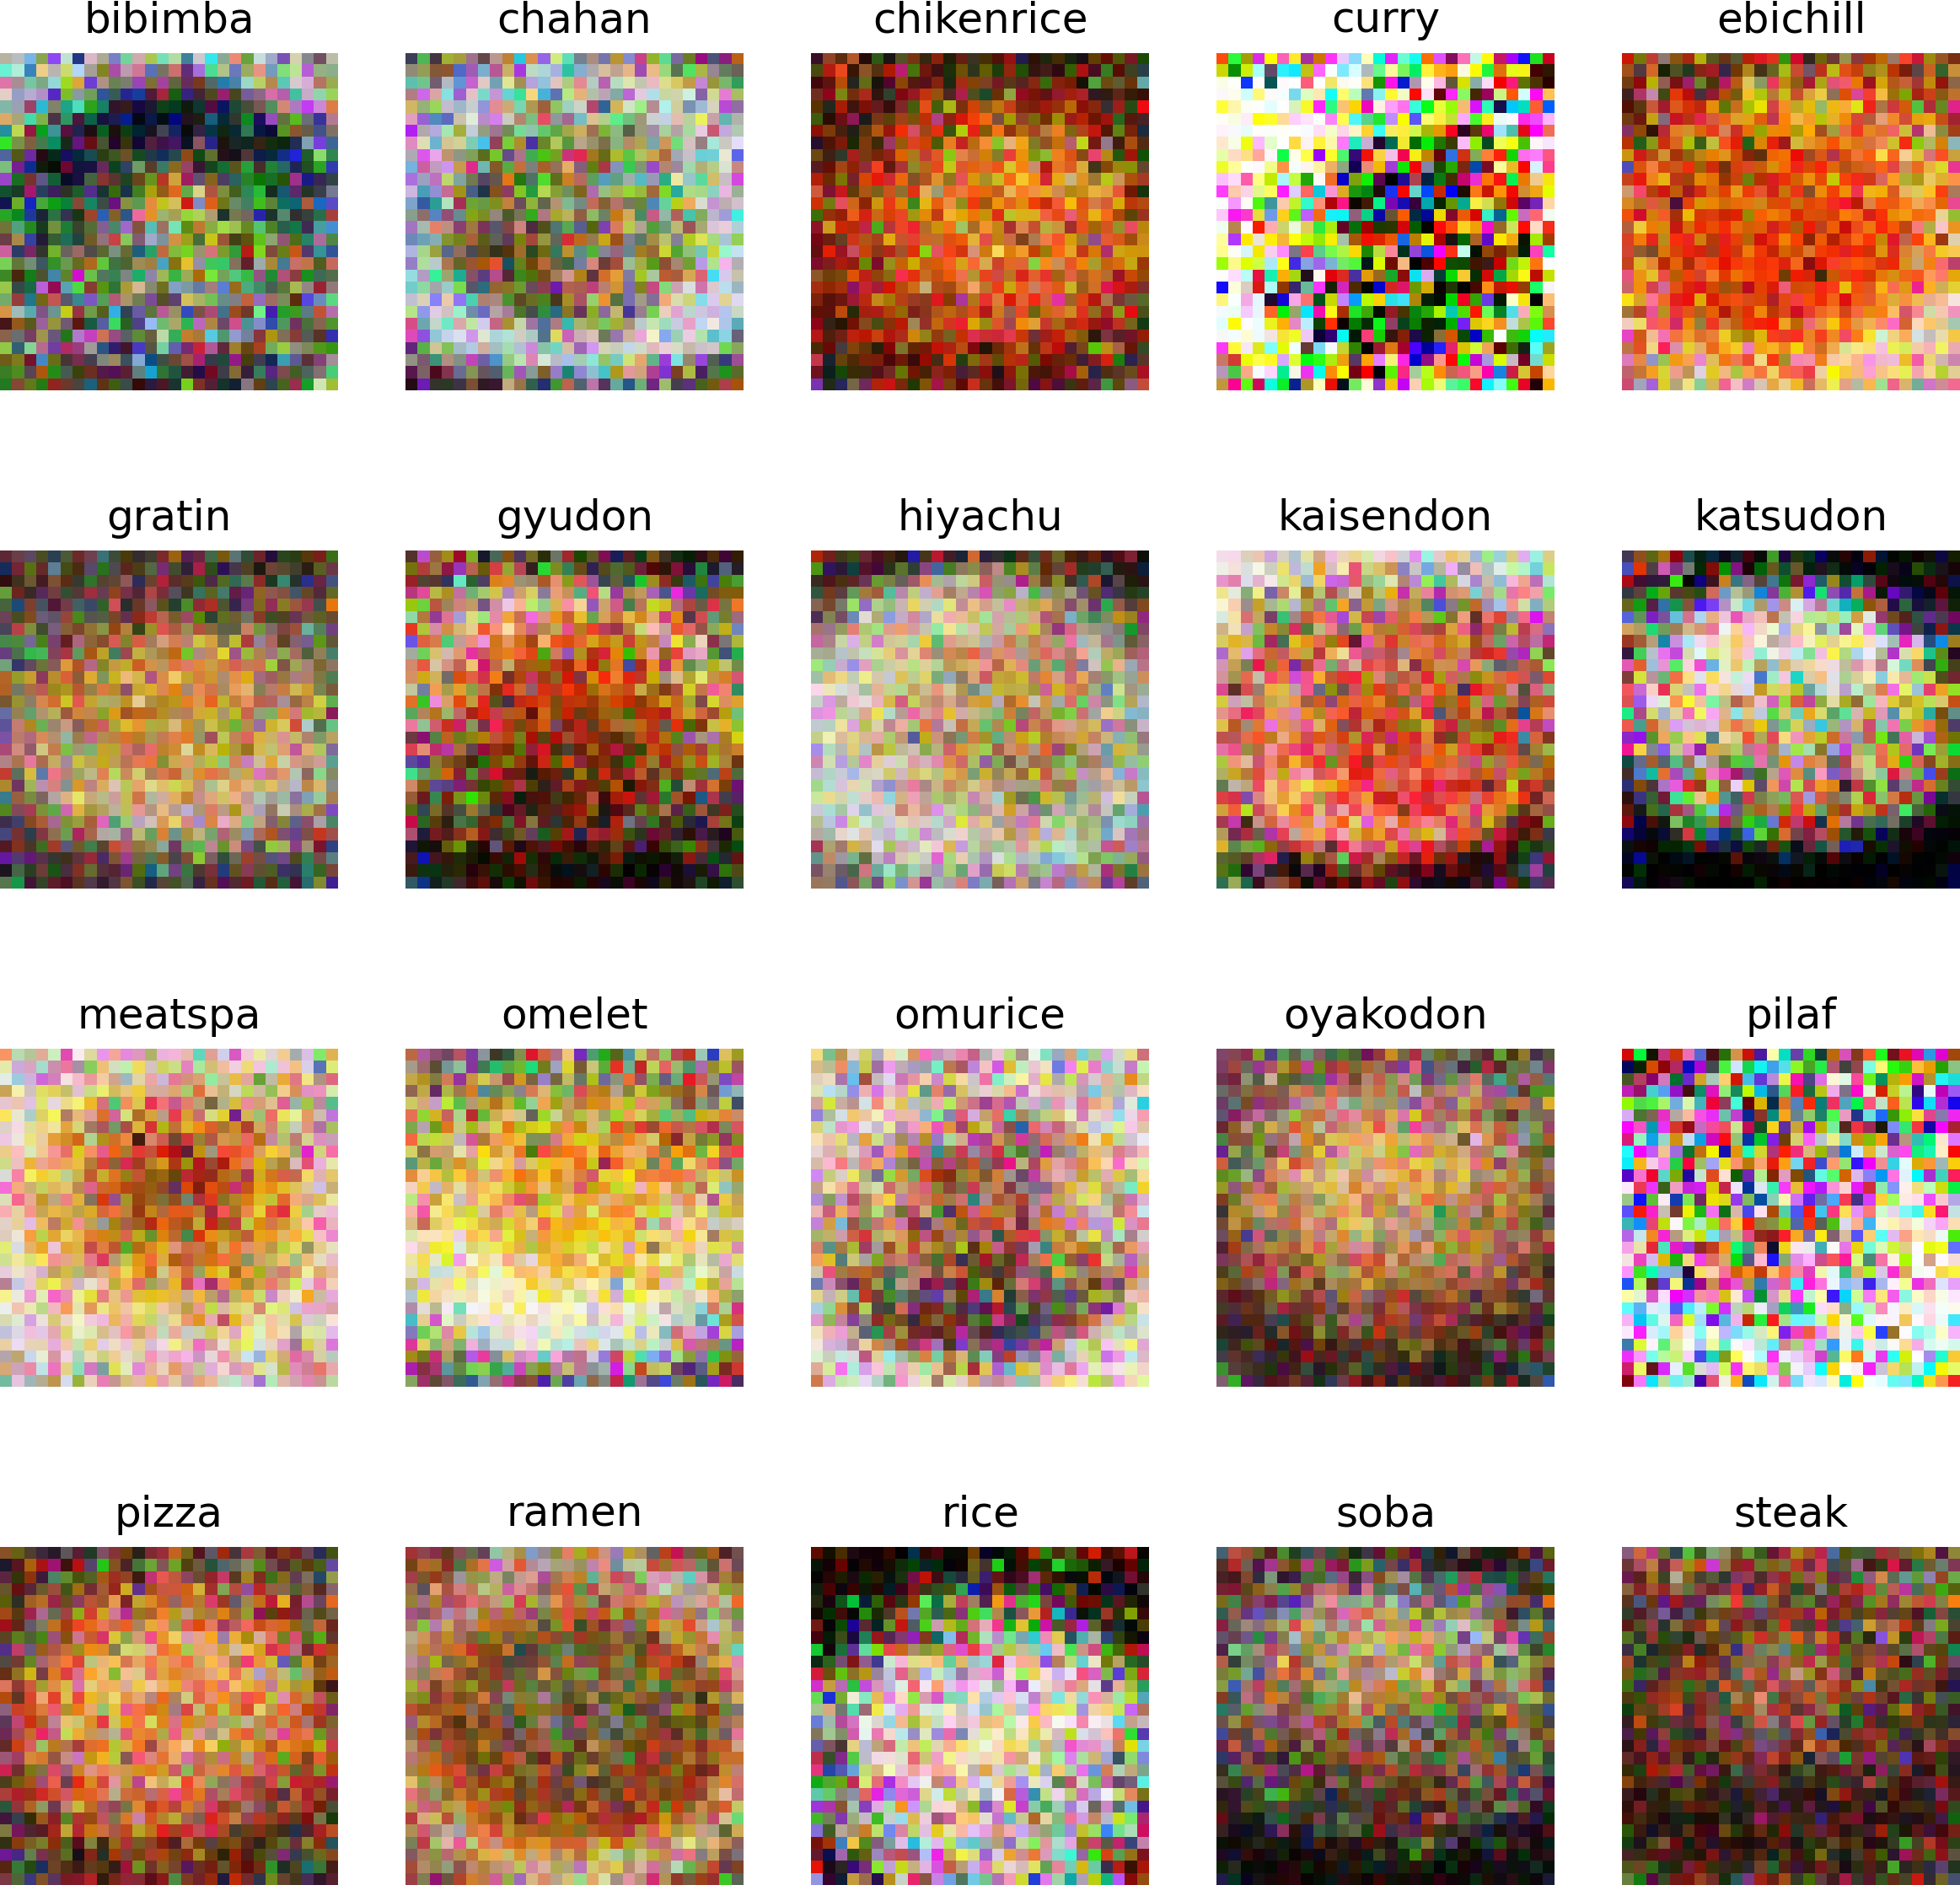 bibimba chahan chikenrice curry ebichill
gratin gyudon hiyachu kaisendon katsudon
meatspa omelet omurice oyakodon pilaf
pizza ramen rice soba steak